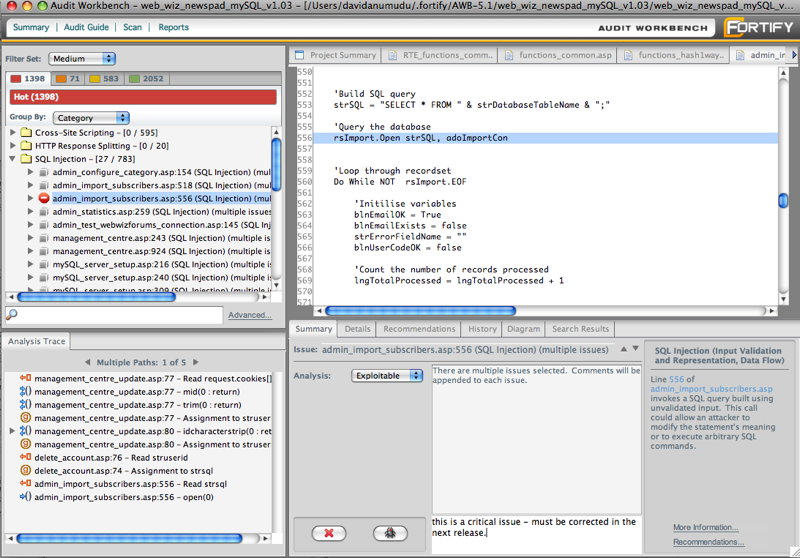 Audit Workbench - web_wiz_newspad_mySQL_v1.03 - [/Users/davidanumudu/.fortify/AWB-5.1/web_wiz_newspad_mySQL_v1.03/web_wiz_newspad_mySQL_v...
Summary Audit Guide Scan Reports
AUDIT WORKBENCH FORTIFY
Filter Set: Medium
1398 71 583 2052
Hot (1398)
Group By: Category
Cross-Site Scripting - [0 / 595]
HTTP Response Splitting - [0 / 20]
SQL Injection - [27 / 783]
admin_configure_category.asp:154 (SQL Injection) (mul
admin_import_subscribers.asp:518 (SQL Injection) (mul
admin_import_subscribers.asp:556 (SQL Injection) (mul
admin_statistics.asp:259 (SQL Injection) (multiple issues
admin_test_webwizforums_connection.asp:145 (SQL Inj
management_centre.asp:243 (SQL Injection) (multiple is
management_centre.asp:924 (SQL Injection) (multiple is
mySQL_server_setup.asp:216 (SQL Injection) (multiple i
mySQL_server_setup.asp:240 (SQL Injection) (multiple i
mySQL_server_setup.asp:309 (SQL Injection) (multiple i
Advanced...
Analysis Trace
Multiple Paths: 1 of 5
management_centre_update.asp:77 - Read request.cookies[]
management_centre_update.asp:77 - mid(0 : return)
management_centre_update.asp:77 - trim(0 : return)
management_centre_update.asp:77 - Assignment to struser
management_centre_update.asp:80 - idcharacterstrip(0 : ret
management_centre_update.asp:80 - Assignment to struser
delete_account.asp:76 - Read struserid
delete_account.asp:74 - Assignment to strsql
admin_import_subscribers.asp:556 - Read strsql
admin_import_subscribers.asp:556 - open(0)
Project Summary RTE_functions_comm... functions_common.asp functions_hash1way... admin_im
550
551
552 'Build SQL query
553 strSQL = "SELECT * FROM " & strDatabaseTableName & ";"
554
555 'Query the database
556 rsImport.Open strSQL, adoImportCon
557
558
559 'Loop through recordset
560 Do While NOT rsImport.EOF
561
562 'Initilise variables
563 blnEmailOK = True
564 blnEmailExists = false
565 strErrorFieldName = ""
566 blnUserCodeOK = false
567
568 'Count the number of records processed
569 lngTotalProcessed = lngTotalProcessed + 1
570
571
Summary Details Recommendations History Diagram Search Results
Issue: admin_import_subscribers.asp:556 (SQL Injection) (multiple issues)
Analysis: Exploitable
There are multiple issues selected. Comments will be
appended to each issue.
this is a critical issue - must be corrected in the
next release.
SQL Injection (Input Validation
and Representation, Data Flow)
Line 556 of
admin_import_subscribers.asp
invokes a SQL query built using
unvalidated input. This call
could allow an attacker to
modify the statement's meaning
or to execute arbitrary SQL
commands.
More Information...
Recommendations...